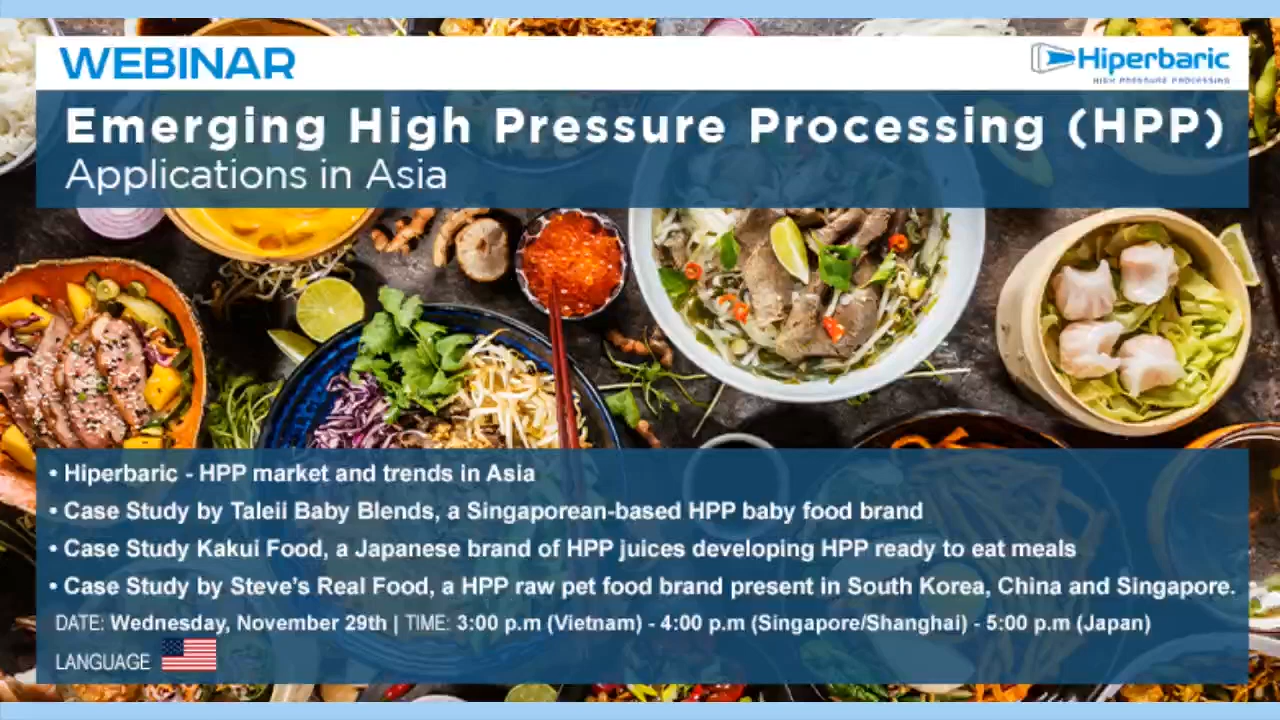 WEBINAR
Hiperbaric
HIGH PRESSURE PROCESSING
Emerging High Pressure Processing (HPP)
Applications in Asia
• Hiperbaric - HPP market and trends in Asia
• Case Study by Taleii Baby Blends, a Singaporean-based HPP baby food brand
• Case Study Kakui Food, a Japanese brand of HPP juices developing HPP ready to eat meals
• Case Study by Steve's Real Food, a HPP raw pet food brand present in South Korea, China and Singapore.
DATE: Wednesday, November 29th | TIME: 3:00 p.m (Vietnam) - 4:00 p.m (Singapore/Shanghai) - 5:00 p.m (Japan)
LANGUAGE